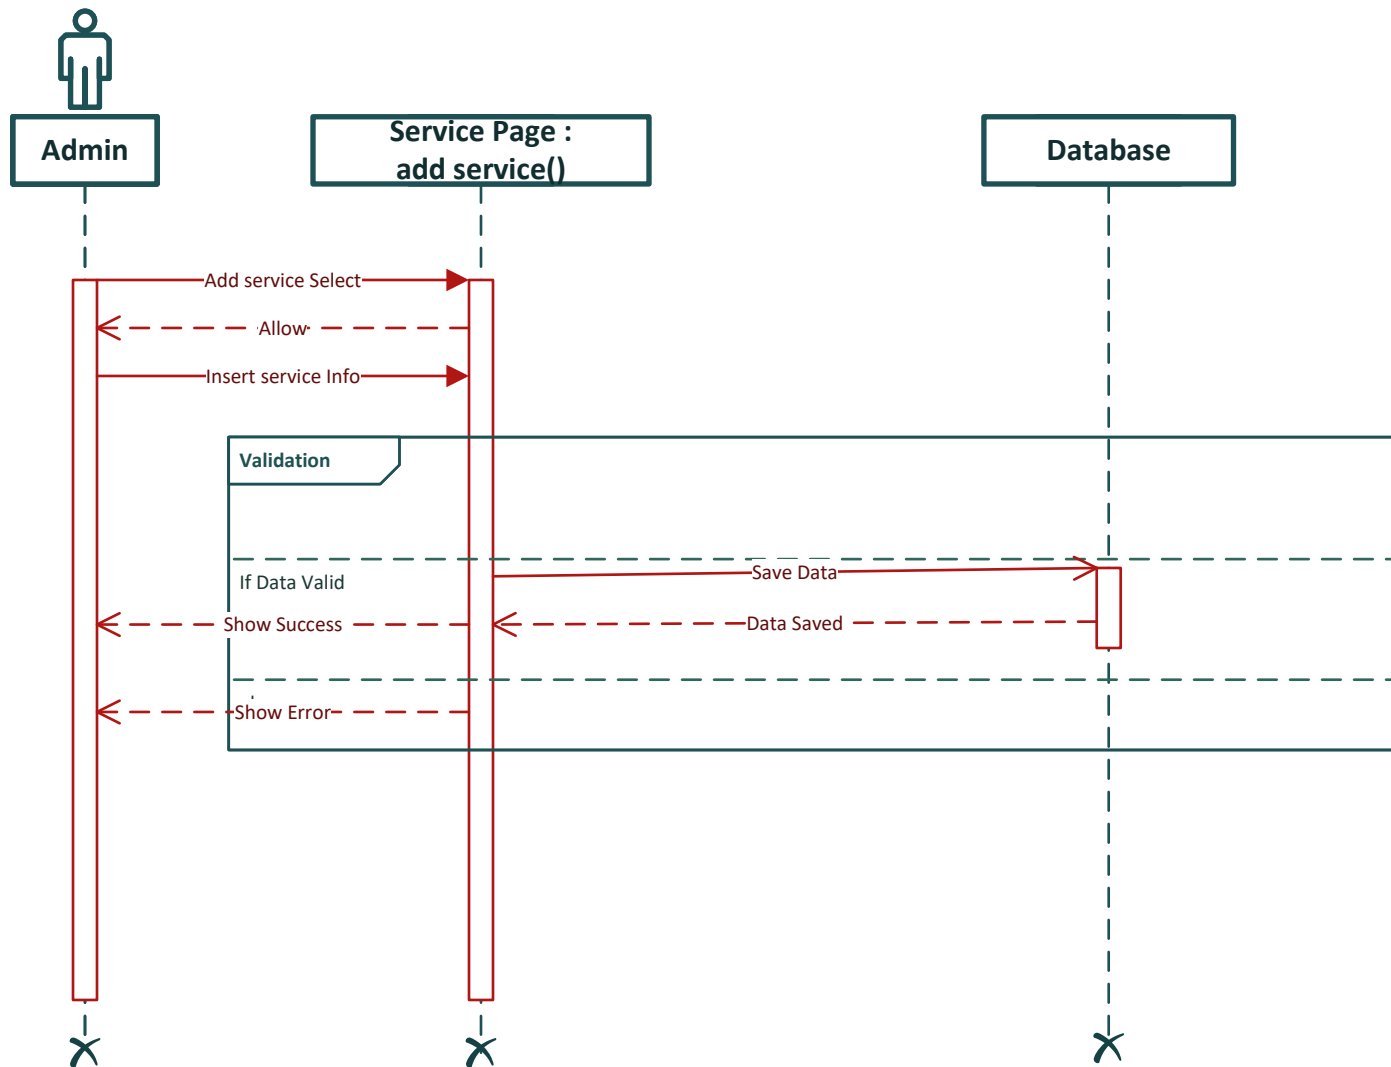 Admin
Service Page :
add service()
Database
Add service Select
Allow
Insert service Info
Validation
If Data Valid
Save Data
Show Success
Data Saved
Show Error